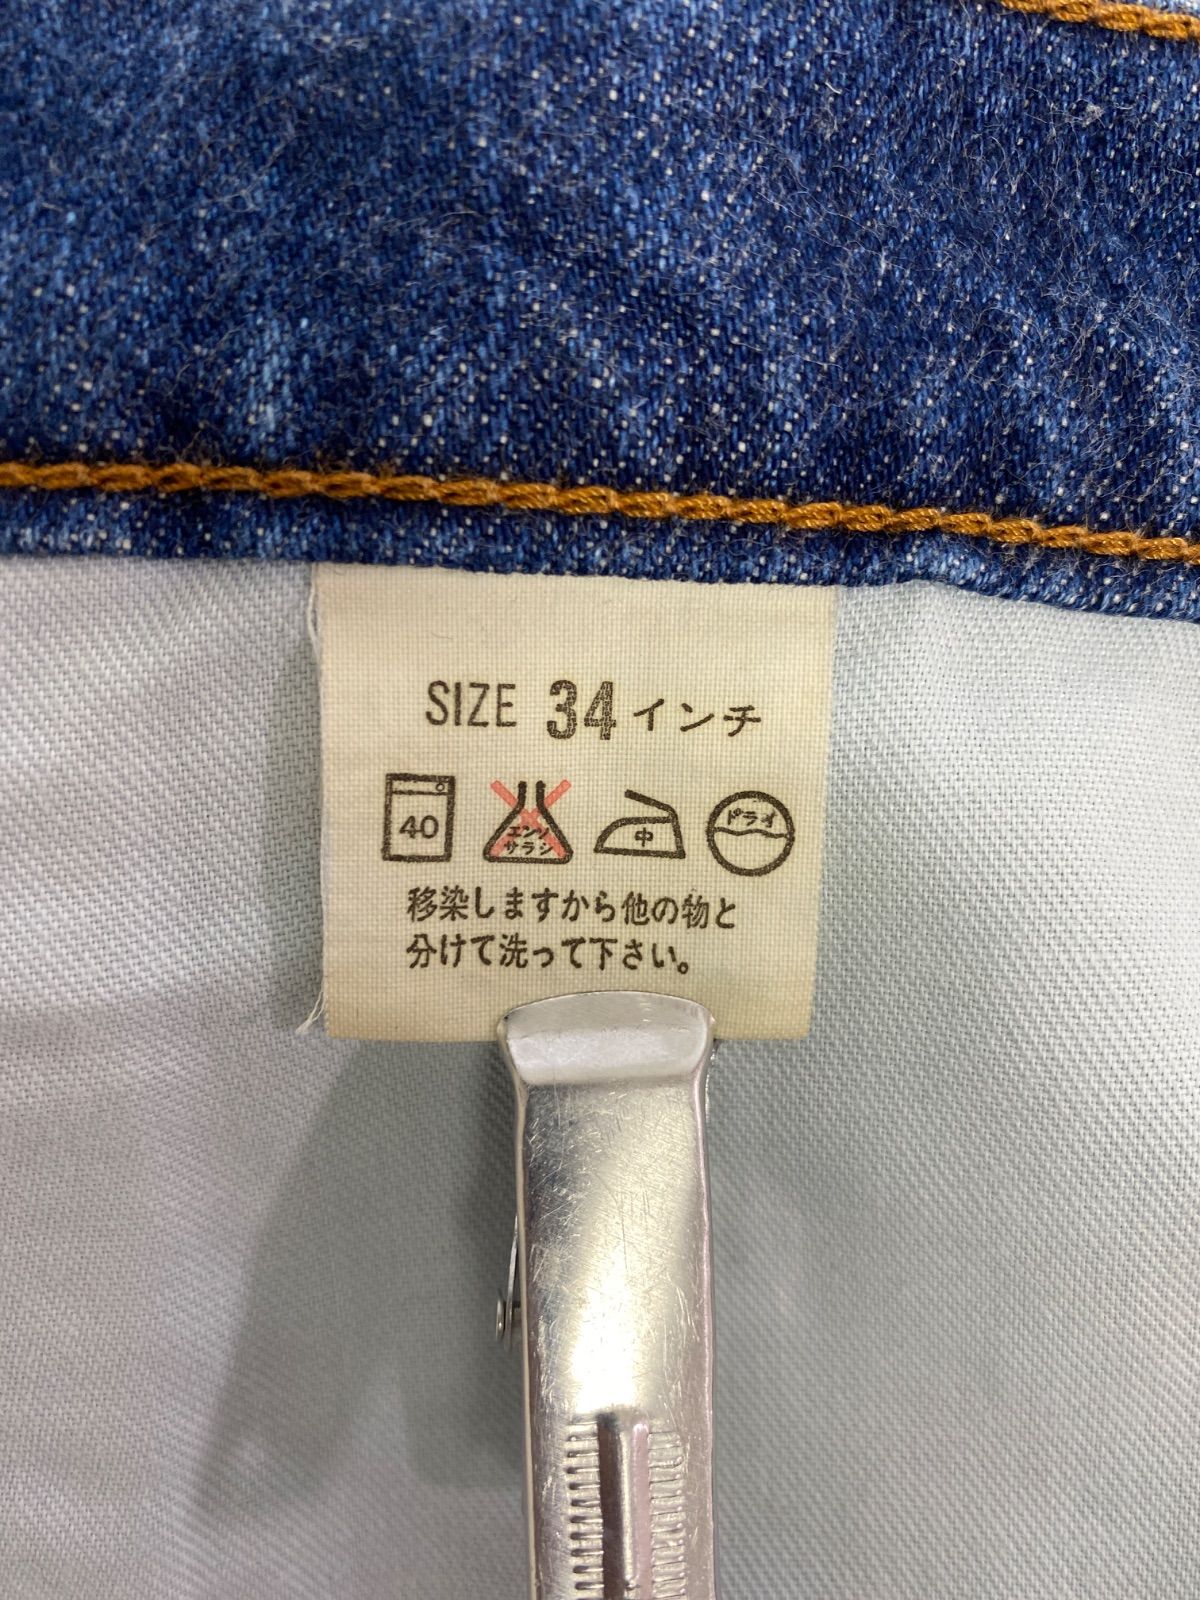 SIZE 34インチ
40 エンソ サラシ 中 ドライ
移染しますから他の物と
分けて洗って下さい。